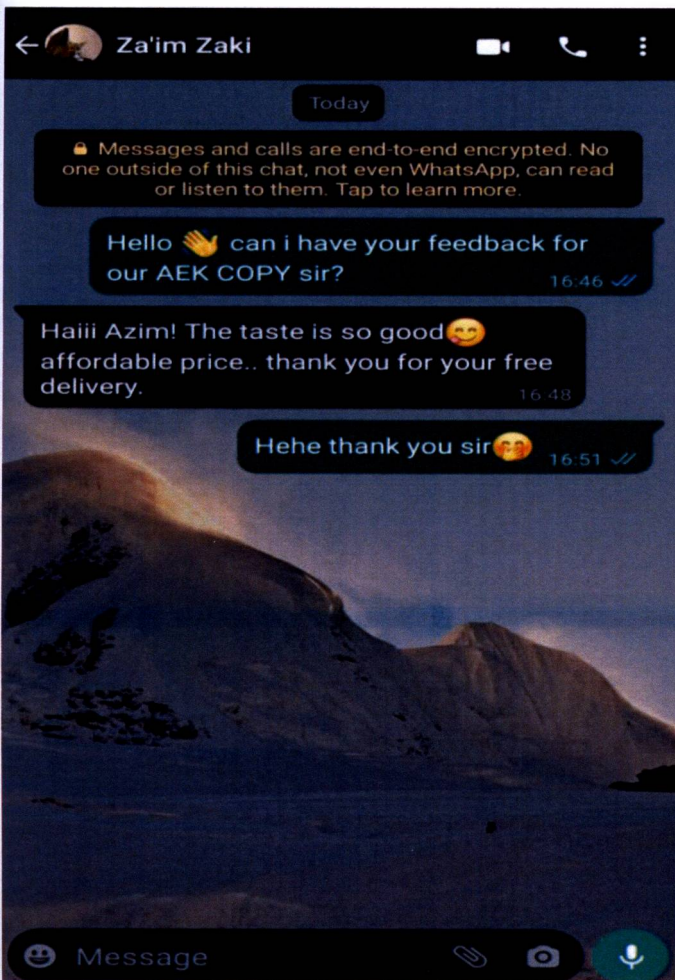 Za'im Zaki
Today
Messages and calls are end-to-end encrypted. No
one outside of this chat, not even WhatsApp, can read
or listen to them. Tap to learn more.
Hello 👋 can i have your feedback for
our AEK COPY sir?
16:46
Haiii Azim! The taste is so good😋
affordable price.. thank you for your free
delivery.
16:48
Hehe thank you sir🤭
16:51
Message